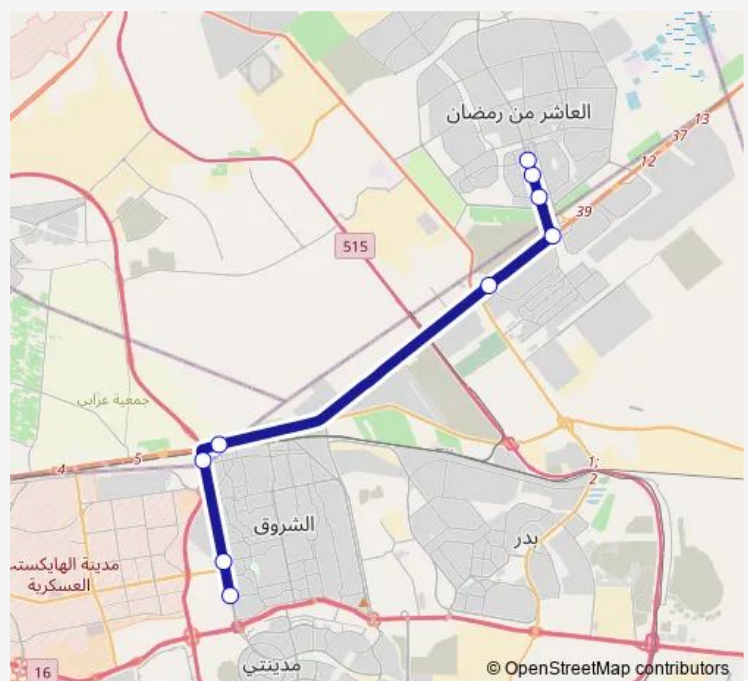 العاشر من رمضان
13
37
12
39
515
جمعية عرابي
5
4
1;
2
الشروق
بدر
مدينة الهايكستب
العسكرية
مدينتي
16
© OpenStreetMap contributors